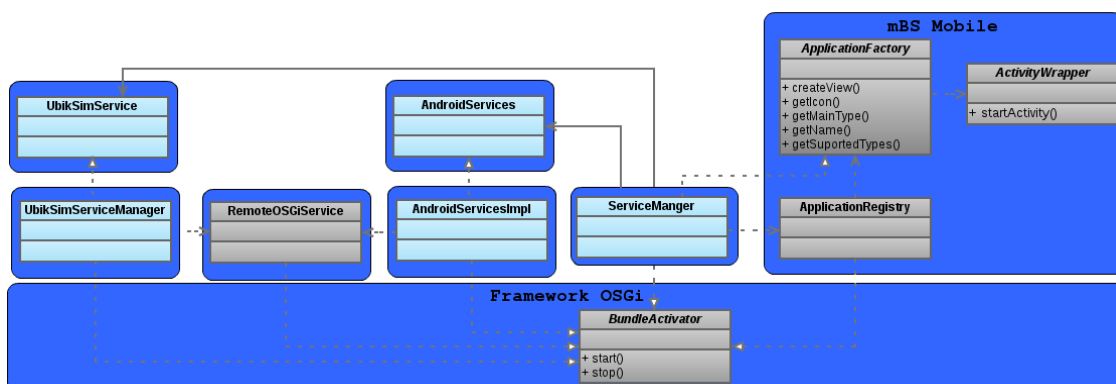 mBS Mobile
ApplicationFactory
+ createView()
+ getIcon()
+ getMainType()
+ getName()
+ getSuportedTypes()
ActivityWrapper
+ startActivity()
UbikSimService
AndroidServices
UbikSimServiceManager
RemoteOSGiService
AndroidServicesImpl
ServiceManger
ApplicationRegistry
Framework OSGi
BundleActivator
+ start()
+ stop()